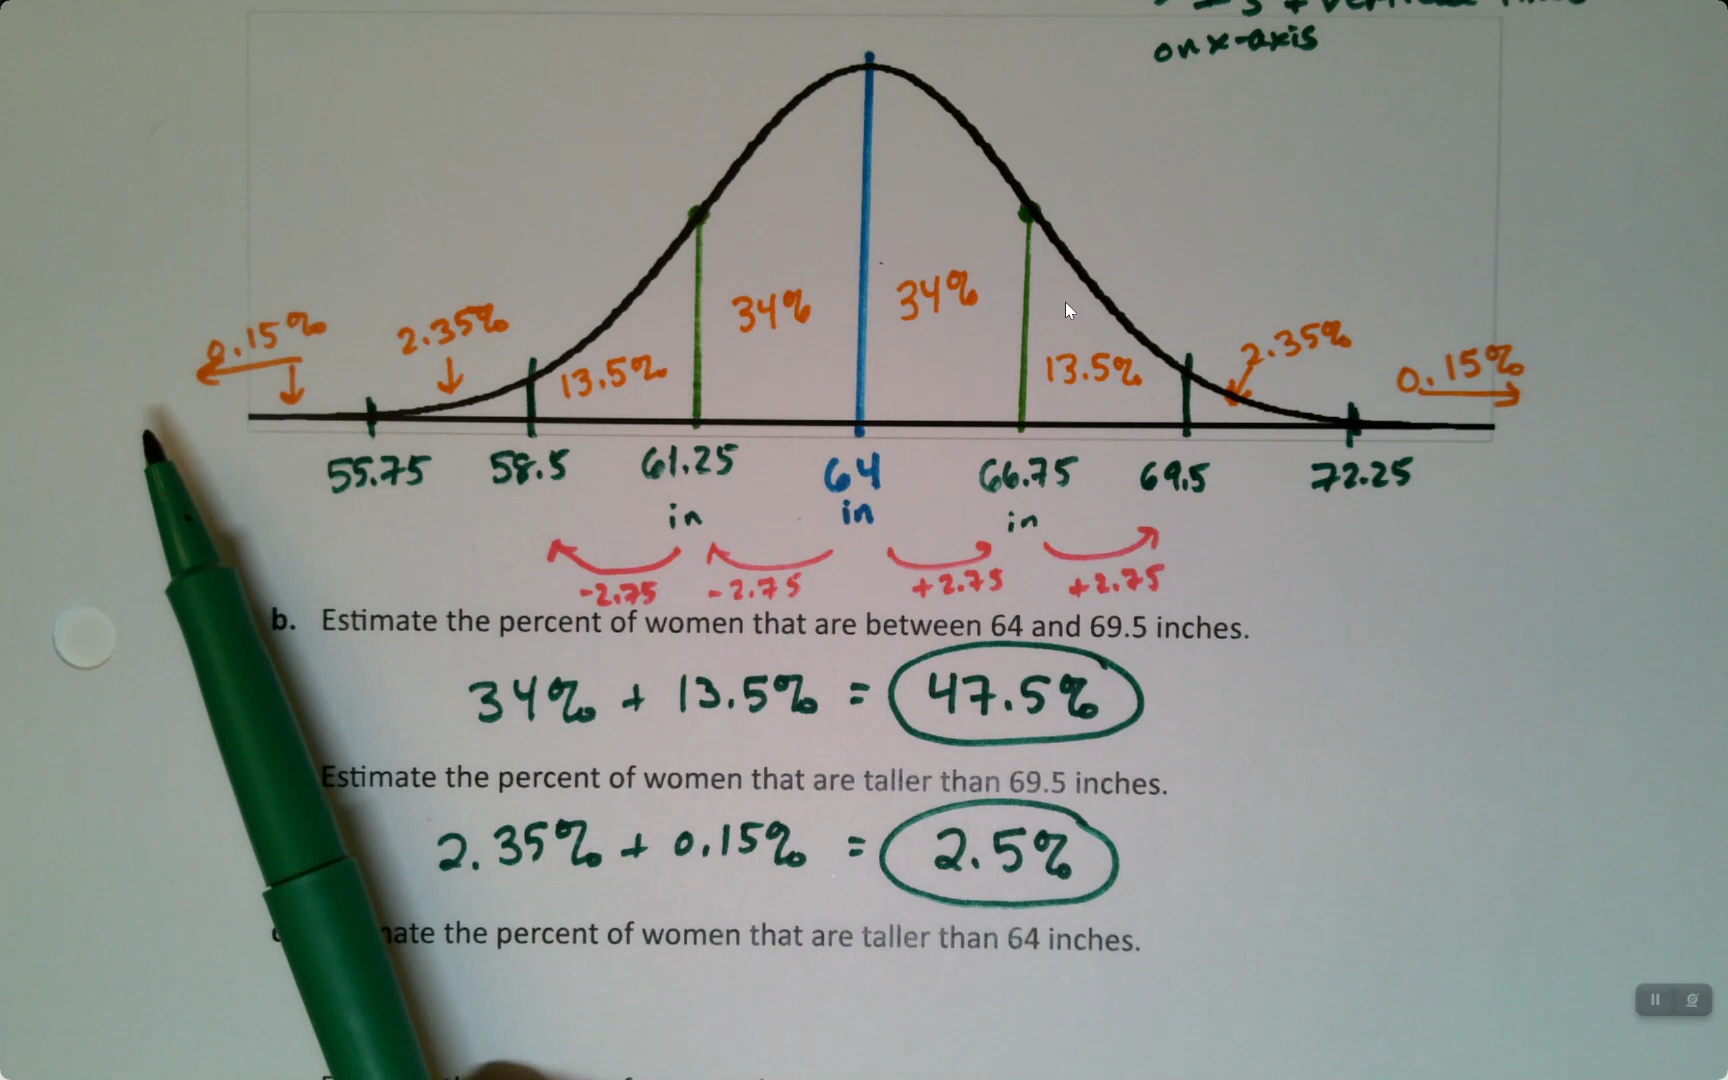 on x-axis
34% 34%
0.15% 2.35% 13.5% 13.5% 2.35% 0.15%
55.75 58.5 61.25 64 66.75 69.5 72.25
in in in
-2.75 -2.75 +2.75 +2.75
b. Estimate the percent of women that are between 64 and 69.5 inches.
34% + 13.5% = 47.5%
Estimate the percent of women that are taller than 69.5 inches.
2.35% + 0.15% = 2.5%
the percent of women that are taller than 64 inches.